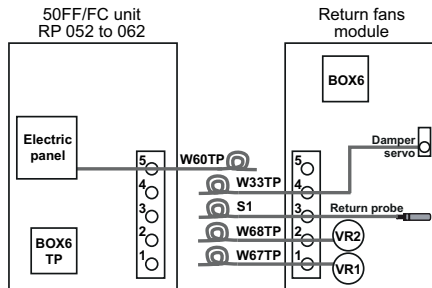 50FF/FC unit
RP 052 to 062
Return fans
module
BOX6
Electric
panel
Damper
servo
5
W60TP
5
4
W33TP
4
3
S1
3
Return probe
BOX6
TP
2
W68TP
2
VR2
1
W67TP
1
VR1